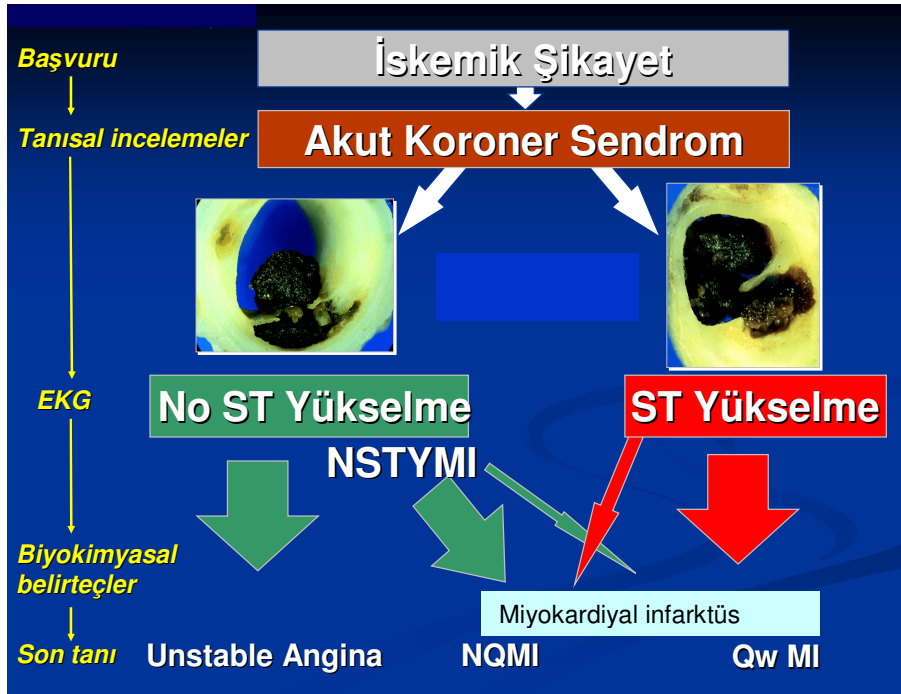 Başvuru
İskemik Şikayet
Tanısal incelemeler
Akut Koroner Sendrom
EKG
No ST Yükselme
ST Yükselme
NSTYMI
Biyokimyasal
belirteçler
Miyokardiyal infarktüs
Son tanı
Unstable Angina
NQMI
Qw MI